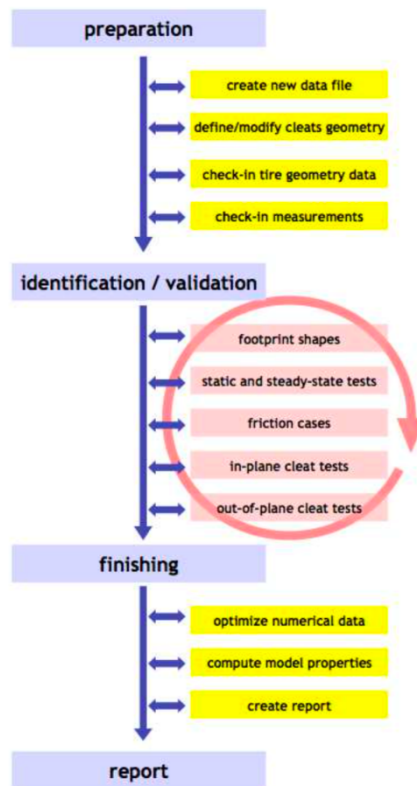 preparation
create new data file
define/modify cleats geometry
check-in tire geometry data
check-in measurements
identification / validation
footprint shapes
static and steady-state tests
friction cases
in-plane cleat tests
out-of-plane cleat tests
finishing
optimize numerical data
compute model properties
create report
report